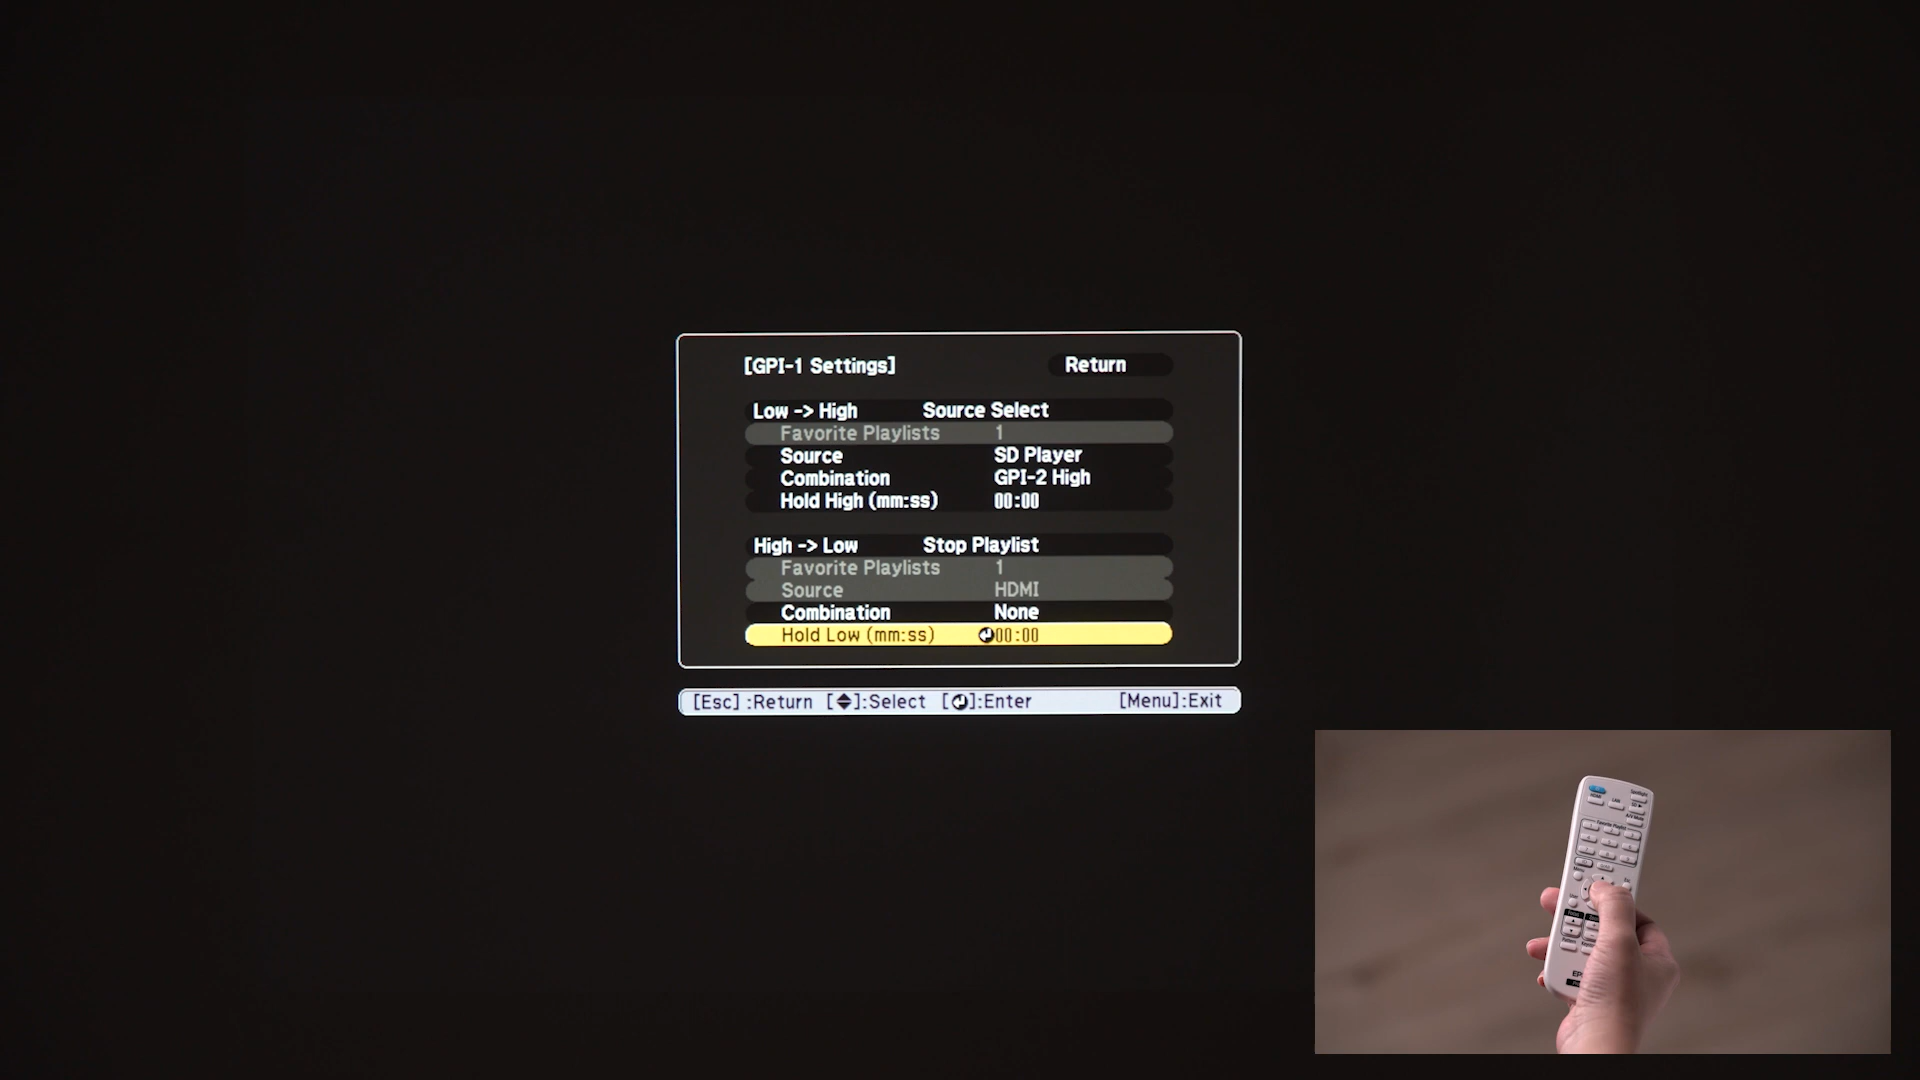 [GPI-1 Settings] Return
Low -> High Source Select
Favorite Playlists 1
Source SD Player
Combination GPI-2 High
Hold High (mm:ss) 00:00
High -> Low Stop Playlist
Favorite Playlists 1
Source HDMI
Combination None
Hold Low (mm:ss) 00:00
[Esc] :Return [ ]:Select [ ]:Enter [Menu]:Exit